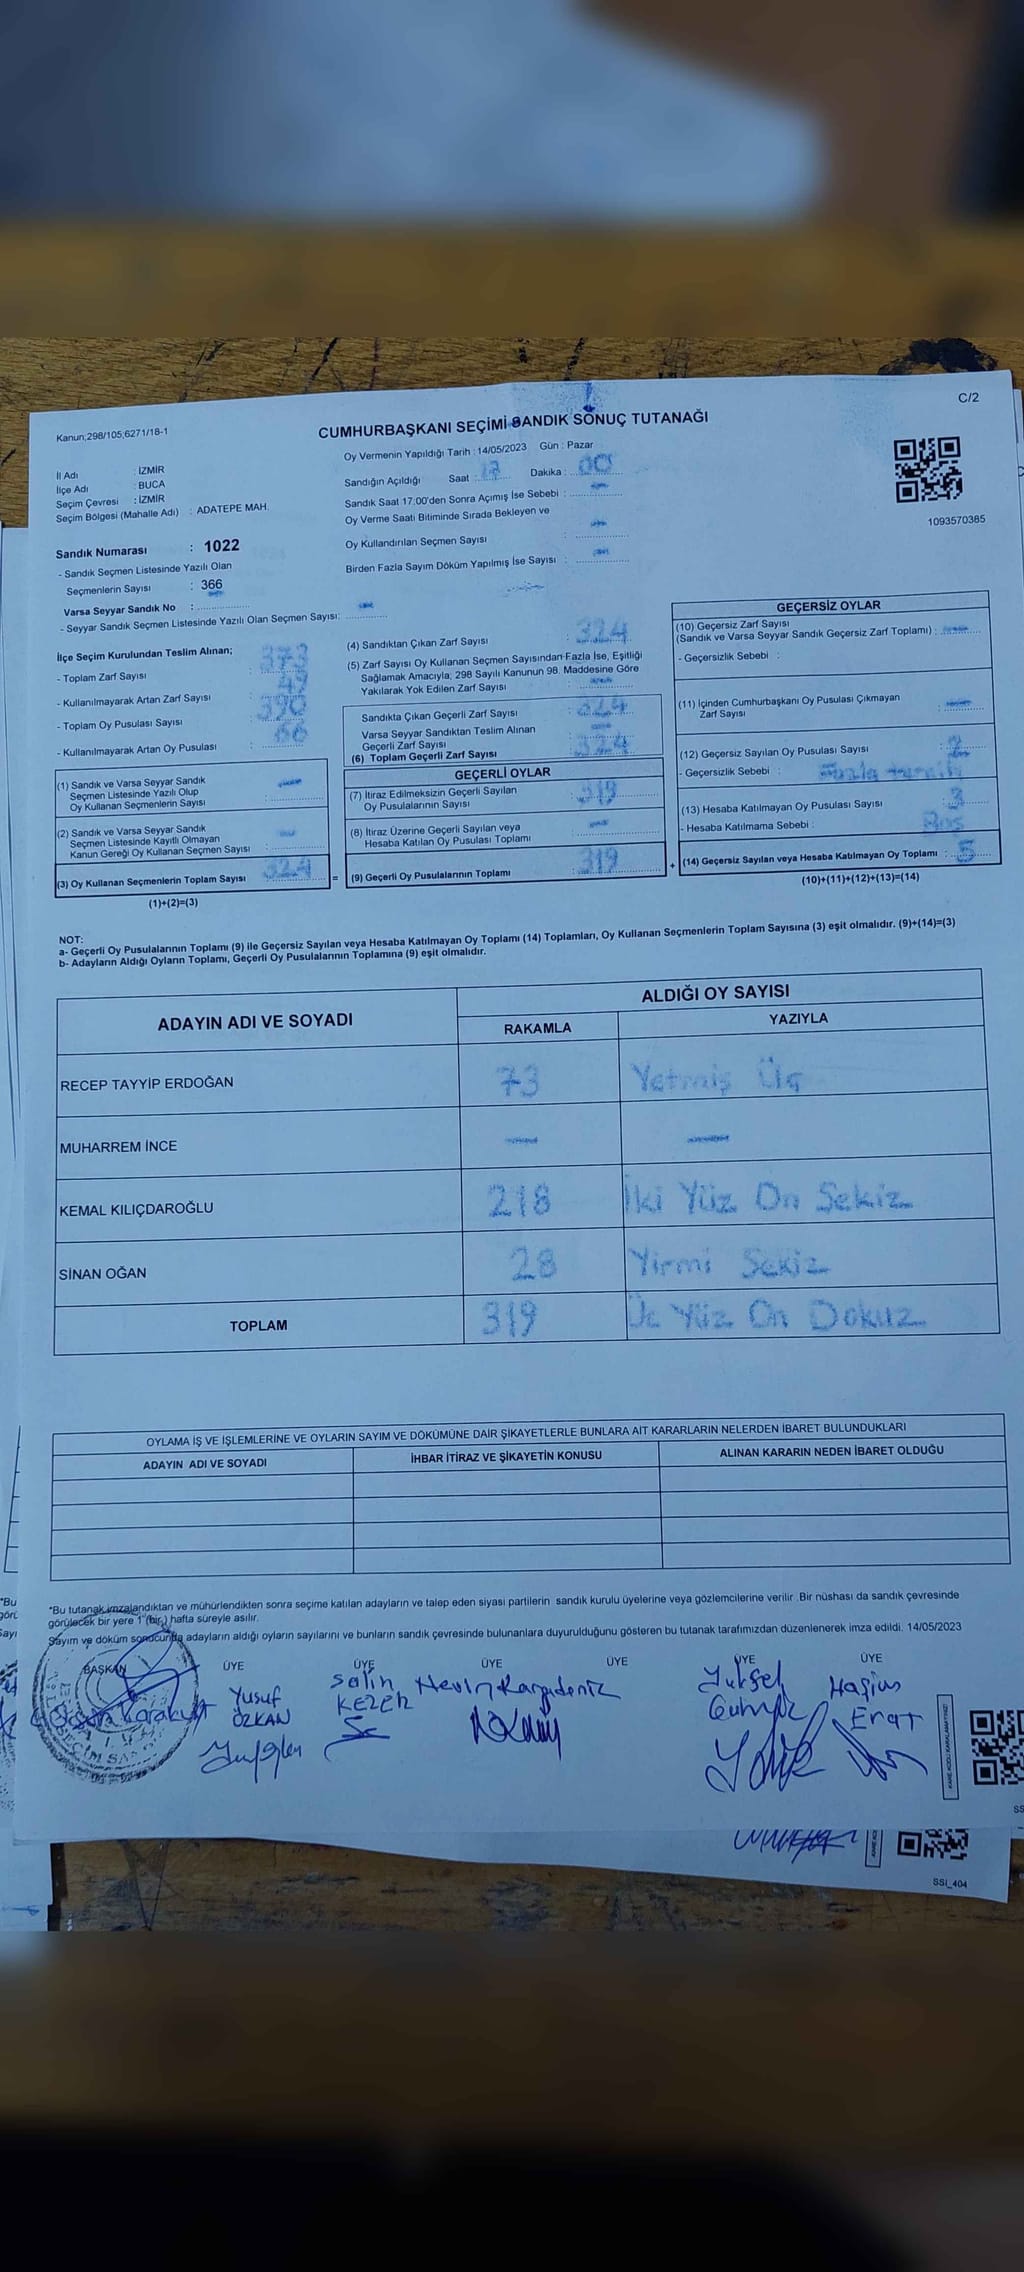 C/2
Kanun;298/105;6271/18-1
CUMHURBAŞKANI SEÇİMİ SANDIK SONUÇ TUTANAĞI
İl Adı : İZMİR
İlçe Adı : BUCA
Seçim Çevresi : İZMİR
Seçim Bölgesi (Mahalle Adı) : ADATEPE MAH.
Oy Vermenin Yapıldığı Tarih : 14/05/2023 Gün : Pazar
Sandığın Açıldığı Saat : 17 Dakika : 00
Sandık Saat 17:00'den Sonra Açımış İse Sebebi : —
Oy Verme Saati Bitiminde Sırada Bekleyen ve
Oy Kullandırılan Seçmen Sayısı : —
Birden Fazla Sayım Döküm Yapılmış İse Sayısı : —
1093570385
Sandık Numarası : 1022
- Sandık Seçmen Listesinde Yazılı Olan
Seçmenlerin Sayısı : 366
Varsa Seyyar Sandık No :
- Seyyar Sandık Seçmen Listesinde Yazılı Olan Seçmen Sayısı: —
İlçe Seçim Kurulundan Teslim Alınan;
- Toplam Zarf Sayısı : 373
- Kullanılmayarak Artan Zarf Sayısı : 49
- Toplam Oy Pusulası Sayısı : 390
- Kullanılmayarak Artan Oy Pusulası : 66
(1) Sandık ve Varsa Seyyar Sandık
Seçmen Listesinde Yazılı Olup
Oy Kullanan Seçmenlerin Sayısı : —
(2) Sandık ve Varsa Seyyar Sandık
Seçmen Listesinde Kayıtlı Olmayan
Kanun Gereği Oy Kullanan Seçmen Sayısı : —
(3) Oy Kullanan Seçmenlerin Toplam Sayısı : 324
(1)+(2)=(3)
=
(4) Sandıktan Çıkan Zarf Sayısı : 324
(5) Zarf Sayısı Oy Kullanan Seçmen Sayısından Fazla İse, Eşitliği
Sağlamak Amacıyla; 298 Sayılı Kanunun 98. Maddesine Göre
Yakılarak Yok Edilen Zarf Sayısı : —
Sandıkta Çıkan Geçerli Zarf Sayısı : 324
Varsa Seyyar Sandıktan Teslim Alınan
Geçerli Zarf Sayısı : —
(6) Toplam Geçerli Zarf Sayısı : 324
GEÇERLİ OYLAR
(7) İtiraz Edilmeksizin Geçerli Sayılan
Oy Pusulalarının Sayısı : 319
(8) İtiraz Üzerine Geçerli Sayılan veya
Hesaba Katılan Oy Pusulası Toplamı : —
(9) Geçerli Oy Pusulalarının Toplamı : 319
+
GEÇERSİZ OYLAR
(10) Geçersiz Zarf Sayısı
(Sandık ve Varsa Seyyar Sandık Geçersiz Zarf Toplamı) : —
- Geçersizlik Sebebi :
(11) İçinden Cumhurbaşkanı Oy Pusulası Çıkmayan
Zarf Sayısı : —
(12) Geçersiz Sayılan Oy Pusulası Sayısı : 2
- Geçersizlik Sebebi : Fazla tercih
(13) Hesaba Katılmayan Oy Pusulası Sayısı : 3
- Hesaba Katılmama Sebebi : Boş
(14) Geçersiz Sayılan veya Hesaba Katılmayan Oy Toplamı : 5
(10)+(11)+(12)+(13)=(14)
NOT:
a- Geçerli Oy Pusulalarının Toplamı (9) ile Geçersiz Sayılan veya Hesaba Katılmayan Oy Toplamı (14) Toplamları, Oy Kullanan Seçmenlerin Toplam Sayısına (3) eşit olmalıdır. (9)+(14)=(3)
b- Adayların Aldığı Oyların Toplamı, Geçerli Oy Pusulalarının Toplamına (9) eşit olmalıdır.
ADAYIN ADI VE SOYADI ALDIĞI OY SAYISI
RAKAMLA YAZIYLA
RECEP TAYYİP ERDOĞAN 73 Yetmiş Üç
MUHARREM İNCE — —
KEMAL KILIÇDAROĞLU 218 İki Yüz On Sekiz
SİNAN OĞAN 28 Yirmi Sekiz
TOPLAM 319 Üç Yüz On Dokuz
OYLAMA İŞ VE İŞLEMLERİNE VE OYLARIN SAYIM VE DÖKÜMÜNE DAİR ŞİKAYETLERLE BUNLARA AİT KARARLARIN NELERDEN İBARET BULUNDUKLARI
ADAYIN ADI VE SOYADI İHBAR İTİRAZ VE ŞİKAYETİN KONUSU ALINAN KARARIN NEDEN İBARET OLDUĞU
*Bu tutanak imzalandıktan ve mühürlendikten sonra seçime katılan adayların ve talep eden siyasi partilerin sandık kurulu üyelerine veya gözlemcilerine verilir. Bir nüshası da sandık çevresinde
görülecek bir yere 1 (bir) hafta süreyle asılır.
Sayım ve döküm sonucunda adayların aldığı oyların sayılarını ve bunların sandık çevresinde bulunanlara duyurulduğunu gösteren bu tutanak tarafımızdan düzenlenerek imza edildi. 14/05/2023
BAŞKAN ÜYE ÜYE ÜYE ÜYE ÜYE ÜYE
Karakurt
Yusuf
ÖZKAN
Salih
KEZER
Nevin Karadeniz
Yüksel
Gümüş
Haşim
Erat
SSİ_404